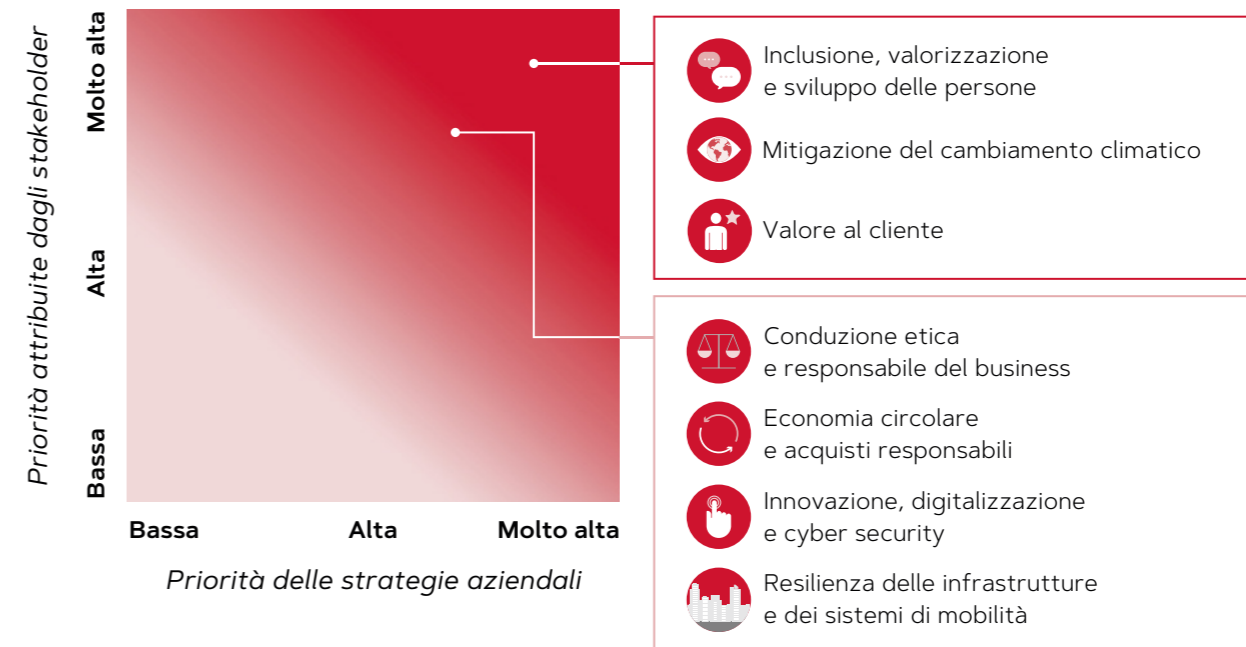 Priorità attribuite dagli stakeholder
Molto alta
Alta
Bassa
Bassa
Alta
Molto alta
Priorità delle strategie aziendali
Inclusione, valorizzazione
e sviluppo delle persone
Mitigazione del cambiamento climatico
Valore al cliente
Conduzione etica
e responsabile del business
Economia circolare
e acquisti responsabili
Innovazione, digitalizzazione
e cyber security
Resilienza delle infrastrutture
e dei sistemi di mobilità